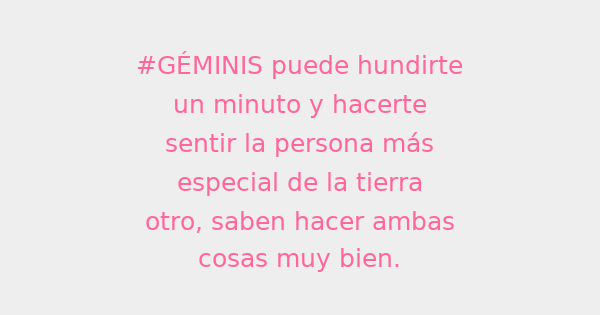 #GÉMINIS puede hundirte
un minuto y hacerte
sentir la persona más
especial de la tierra
otro, saben hacer ambas
cosas muy bien.